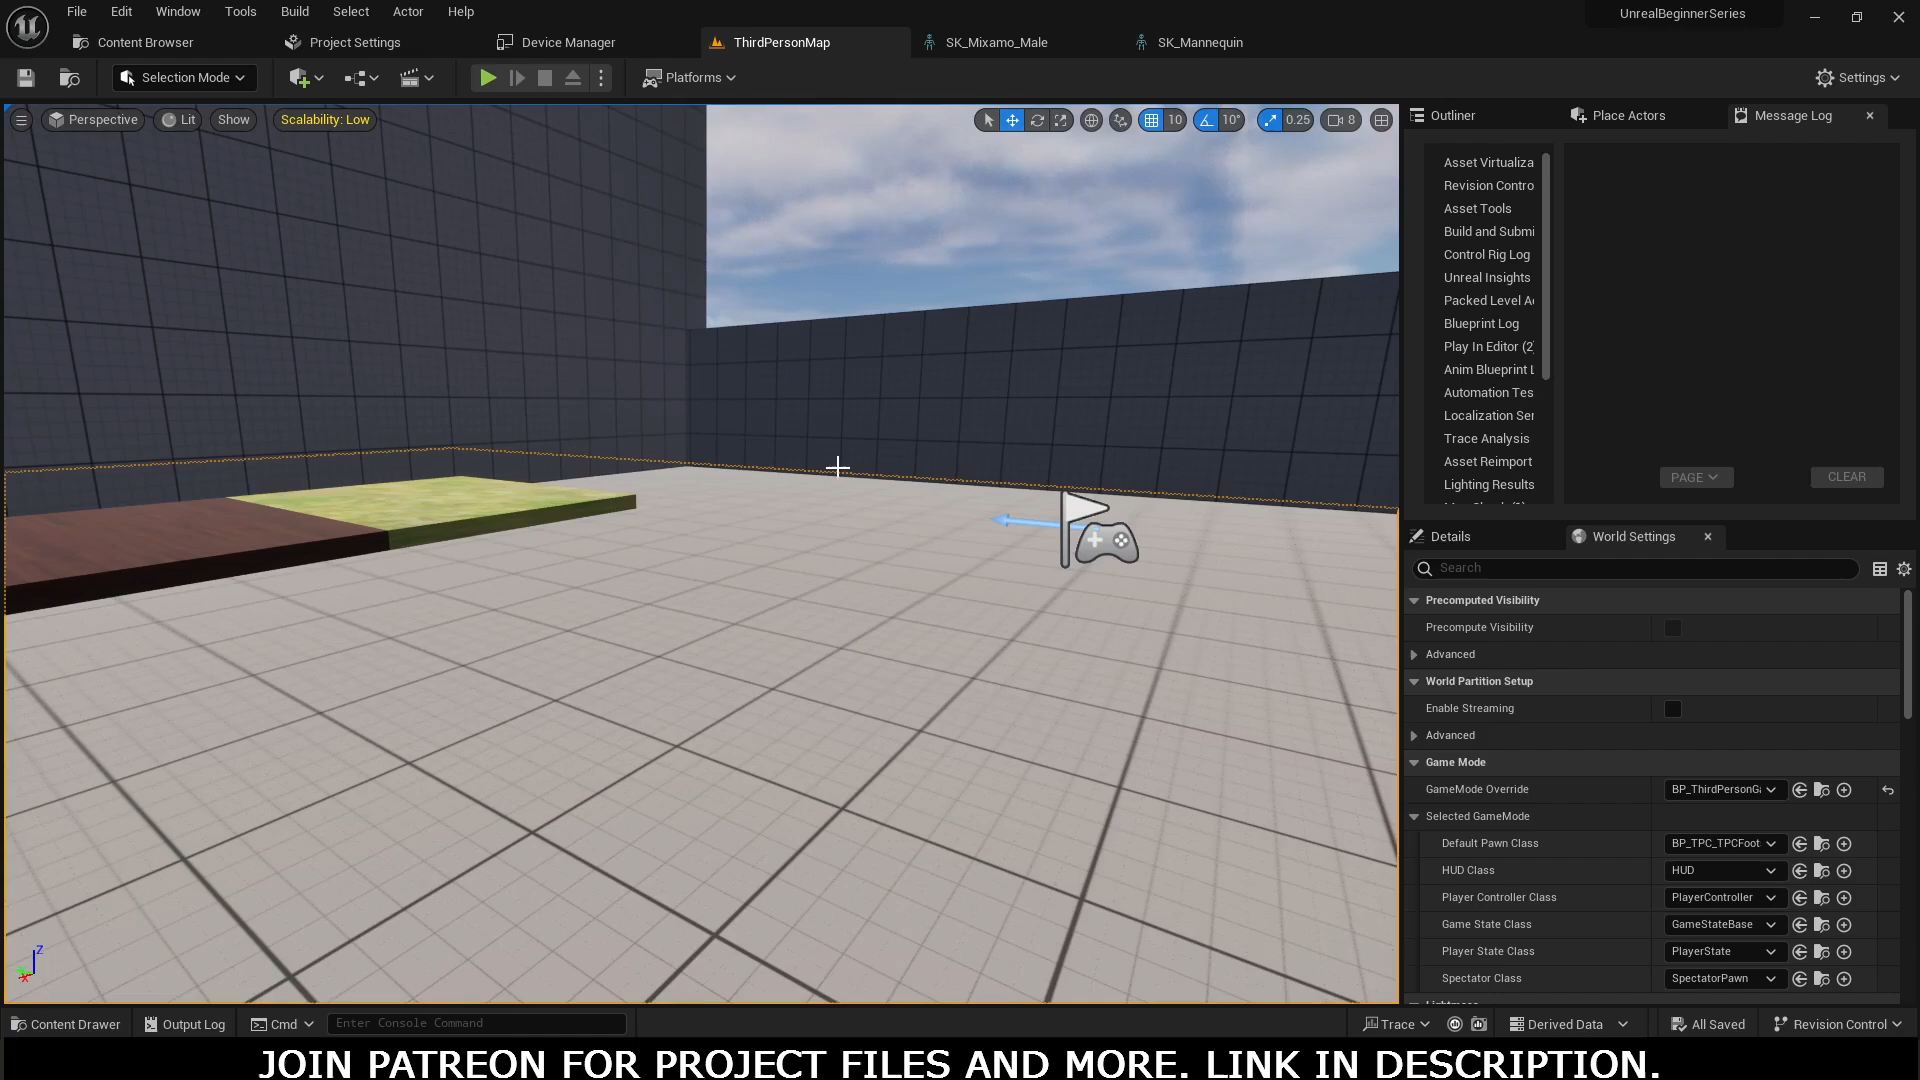 File Edit Window Tools Build Select Actor Help
UnrealBeginnerSeries
Content Browser Project Settings Device Manager ThirdPersonMap SK_Mixamo_Male SK_Mannequin
Selection Mode Platforms Settings
Perspective Lit Show Scalability: Low 10 10° 0.25 8
Outliner Place Actors Message Log
Asset Virtualiza
Revision Contro
Asset Tools
Build and Submi
Control Rig Log
Unreal Insights
Packed Level A
Blueprint Log
Play In Editor (2)
Anim Blueprint L
Automation Tes
Localization Ser
Trace Analysis
Asset Reimport
Lighting Results
PAGE CLEAR
Details World Settings
Search
Precomputed Visibility
Precompute Visibility
Advanced
World Partition Setup
Enable Streaming
Advanced
Game Mode
GameMode Override BP_ThirdPersonGa
Selected GameMode
Default Pawn Class BP_TPC_TPCFoot
HUD Class HUD
Player Controller Class PlayerController
Game State Class GameStateBase
Player State Class PlayerState
Spectator Class SpectatorPawn
Z
Content Drawer Output Log Cmd Enter Console Command Trace Derived Data All Saved Revision Control
JOIN PATREON FOR PROJECT FILES AND MORE. LINK IN DESCRIPTION.